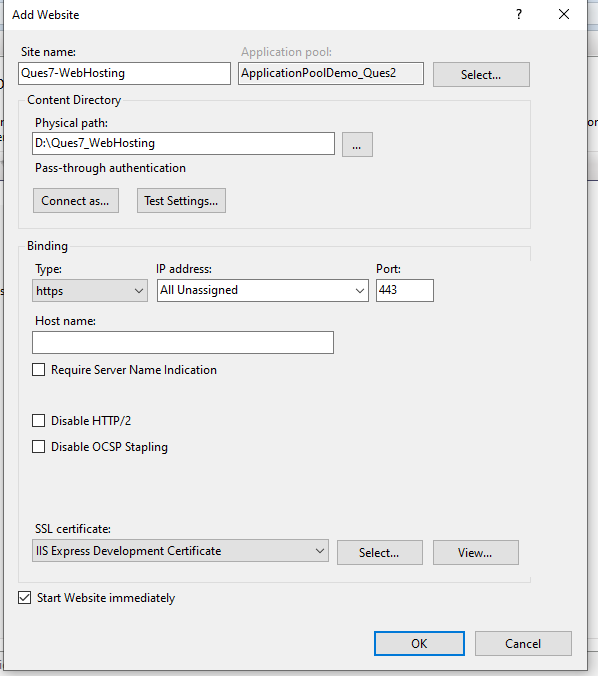 Add Website
?
Site name:
Application pool:
Ques7-WebHosting
ApplicationPoolDemo_Ques2
Select...
Content Directory
Physical path:
D:\Ques7_WebHosting
...
Pass-through authentication
Connect as...
Test Settings...
Binding
Type:
IP address:
Port:
https
All Unassigned
443
Host name:
Require Server Name Indication
Disable HTTP/2
Disable OCSP Stapling
SSL certificate:
IIS Express Development Certificate
Select...
View...
Start Website immediately
OK
Cancel